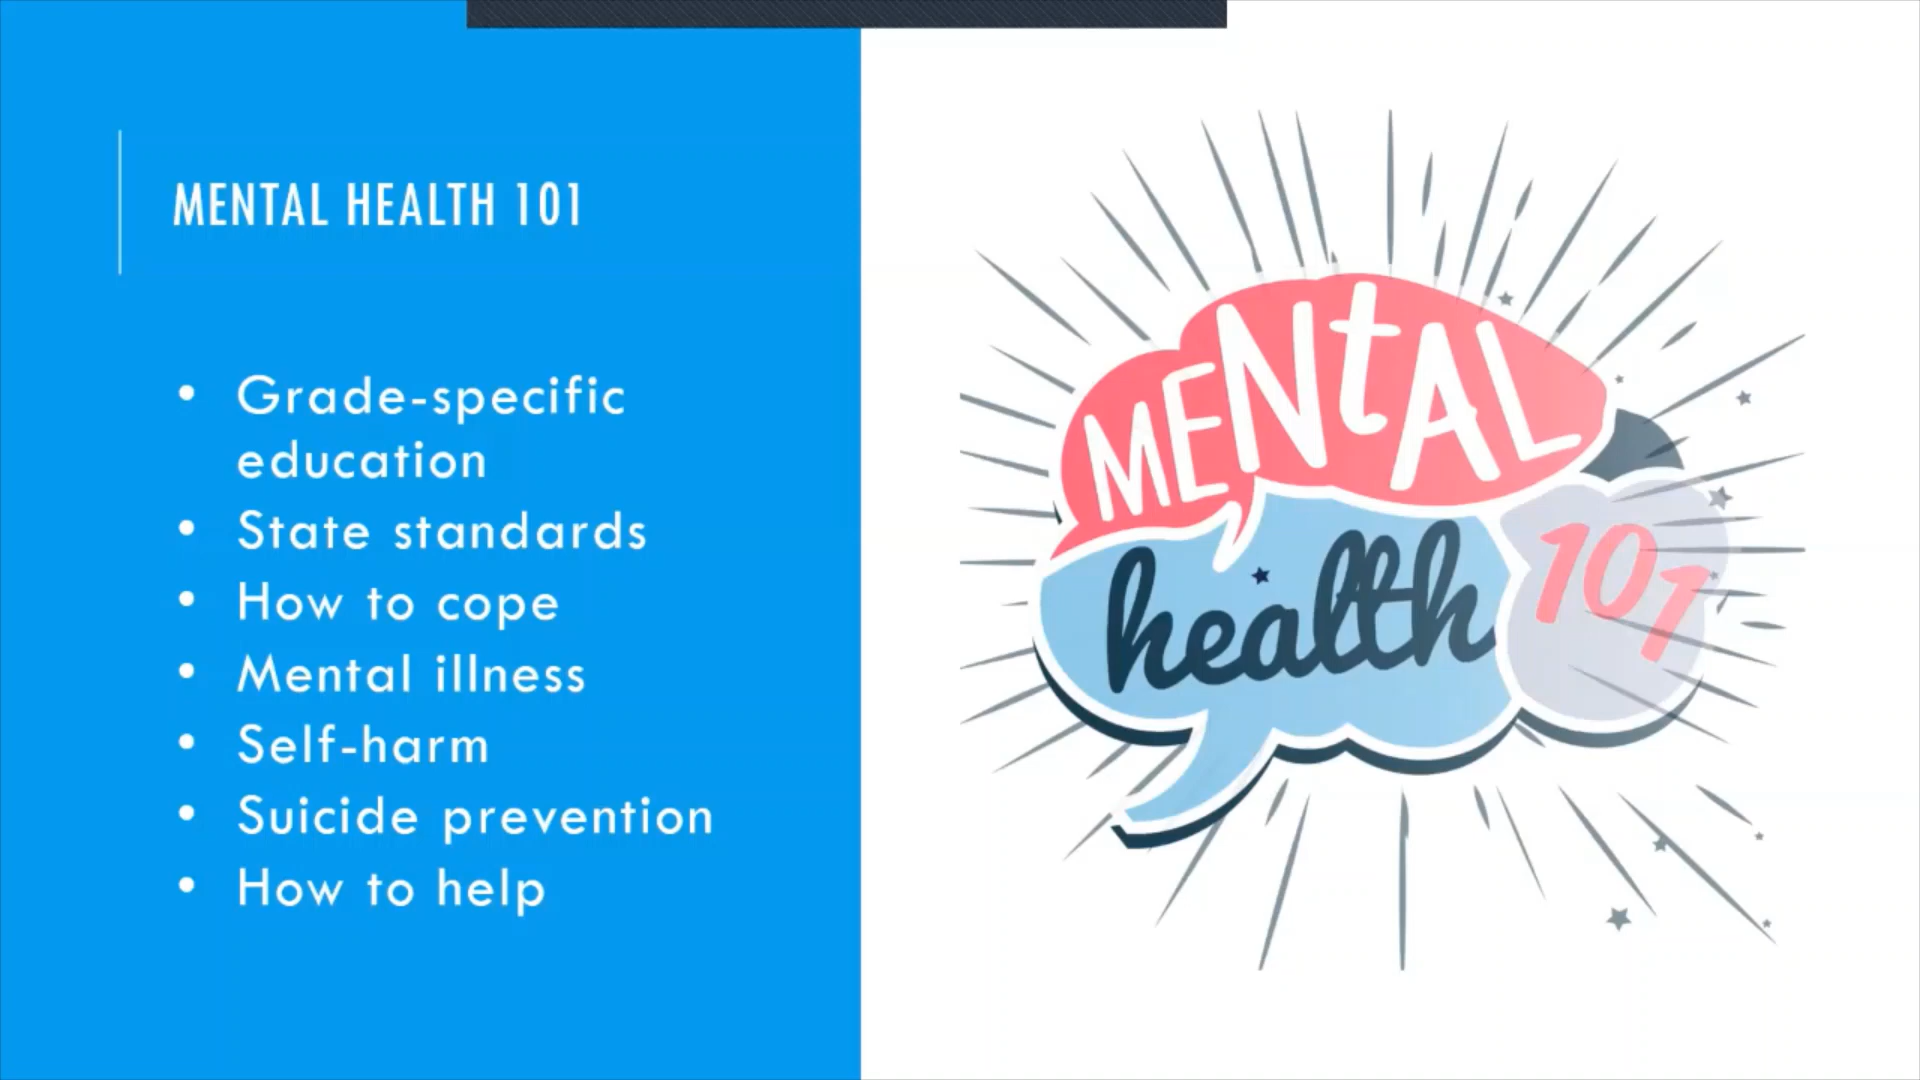 MENTAL HEALTH 101
• Grade-specific
education
• State standards
• How to cope
• Mental illness
• Self-harm
• Suicide prevention
• How to help
MENtAL
health
101